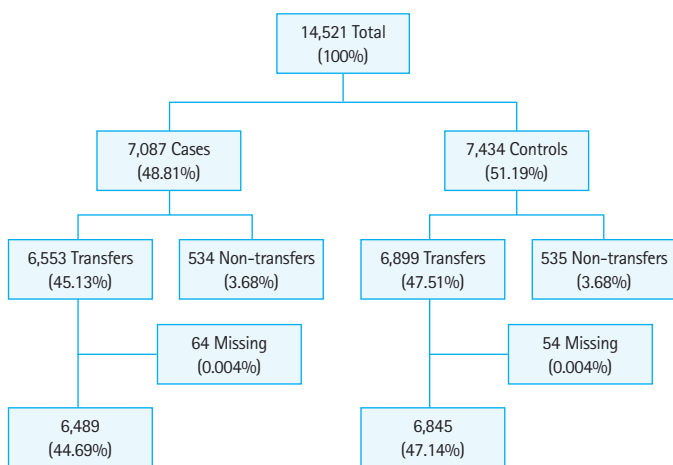 14,521 Total
(100%)
7,087 Cases
(48.81%)
7,434 Controls
(51.19%)
6,553 Transfers
(45.13%)
534 Non-transfers
(3.68%)
6,899 Transfers
(47.51%)
535 Non-transfers
(3.68%)
64 Missing
(0.004%)
54 Missing
(0.004%)
6,489
(44.69%)
6,845
(47.14%)